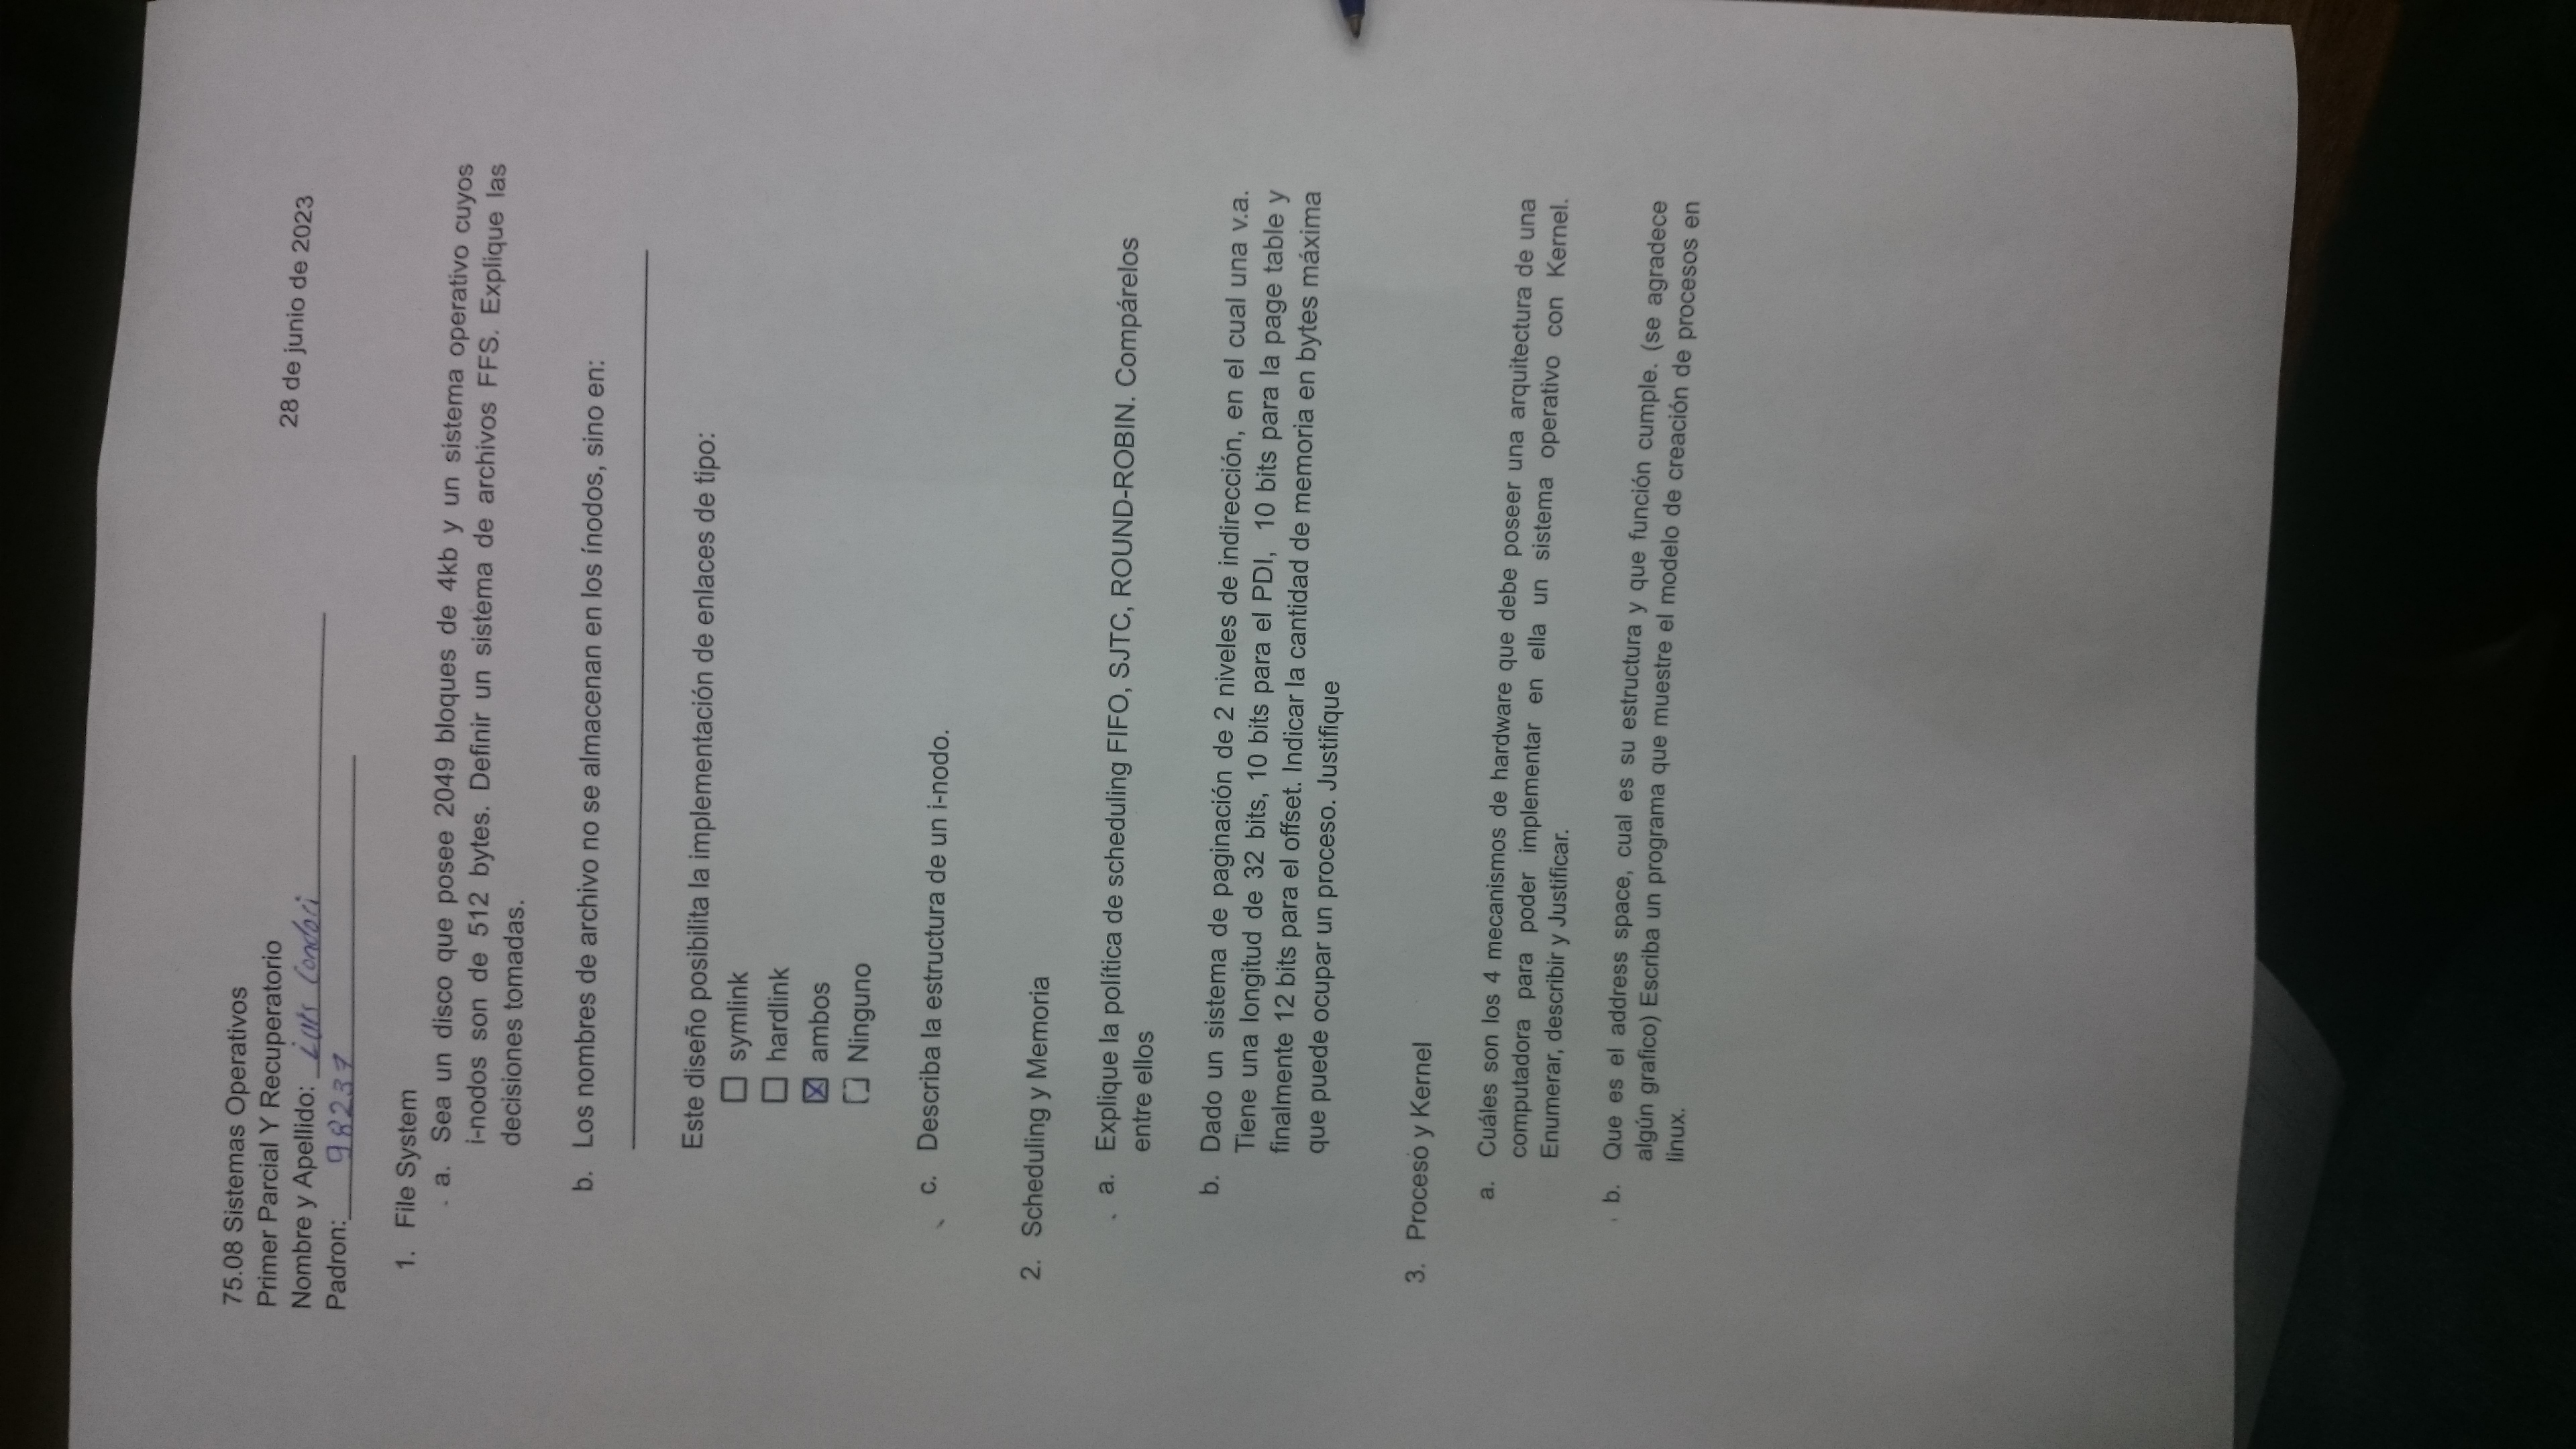 75.08 Sistemas Operativos
Primer Parcial Y Recuperatorio
28 de junio de 2023
Nombre y Apellido: Luis Condori
Padron: 98237
1. File System
a. Sea un disco que posee 2049 bloques de 4kb y un sistema operativo cuyos
i-nodos son de 512 bytes. Definir un sistema de archivos FFS. Explique las
decisiones tomadas.
b. Los nombres de archivo no se almacenan en los ínodos, sino en:
Este diseño posibilita la implementación de enlaces de tipo:
symlink
hardlink
ambos
Ninguno
c. Describa la estructura de un i-nodo.
2. Scheduling y Memoria
a. Explique la política de scheduling FIFO, SJTC, ROUND-ROBIN. Compárelos
entre ellos
b. Dado un sistema de paginación de 2 niveles de indirección, en el cual una v.a.
Tiene una longitud de 32 bits, 10 bits para el PDI, 10 bits para la page table y
finalmente 12 bits para el offset. Indicar la cantidad de memoria en bytes máxima
que puede ocupar un proceso. Justifique
3. Proceso y Kernel
a. Cuáles son los 4 mecanismos de hardware que debe poseer una arquitectura de una
computadora para poder implementar en ella un sistema operativo con Kernel.
Enumerar, describir y Justificar.
b. Que es el address space, cual es su estructura y que función cumple. (se agradece
algún grafico) Escriba un programa que muestre el modelo de creación de procesos en
linux.